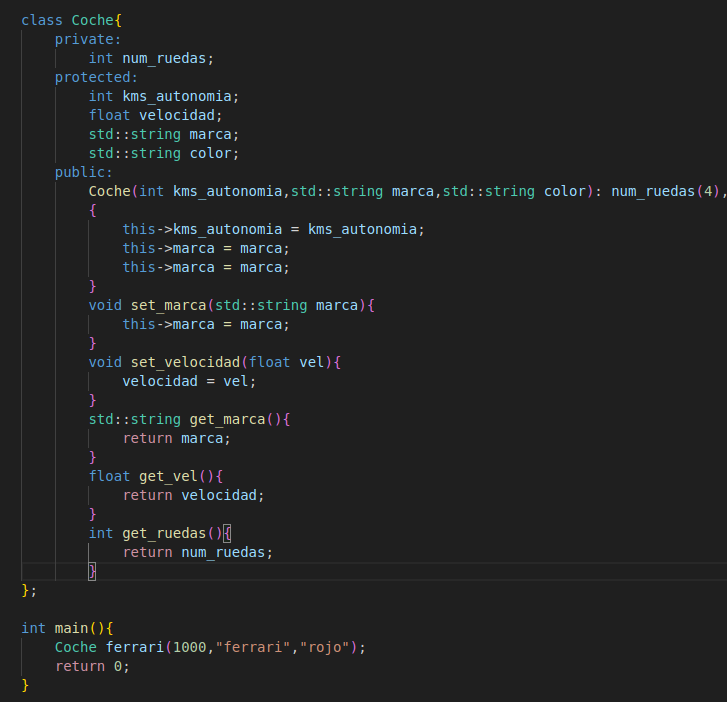 class Coche{
    private:
        int num_ruedas;
    protected:
        int kms_autonomia;
        float velocidad;
        std::string marca;
        std::string color;
    public:
        Coche(int kms_autonomia,std::string marca,std::string color): num_ruedas(4),
        {
            this->kms_autonomia = kms_autonomia;
            this->marca = marca;
            this->marca = marca;
        }
        void set_marca(std::string marca){
            this->marca = marca;
        }
        void set_velocidad(float vel){
            velocidad = vel;
        }
        std::string get_marca(){
            return marca;
        }
        float get_vel(){
            return velocidad;
        }
        int get_ruedas(){
            return num_ruedas;
        }
};

int main(){
    Coche ferrari(1000,"ferrari","rojo");
    return 0;
}